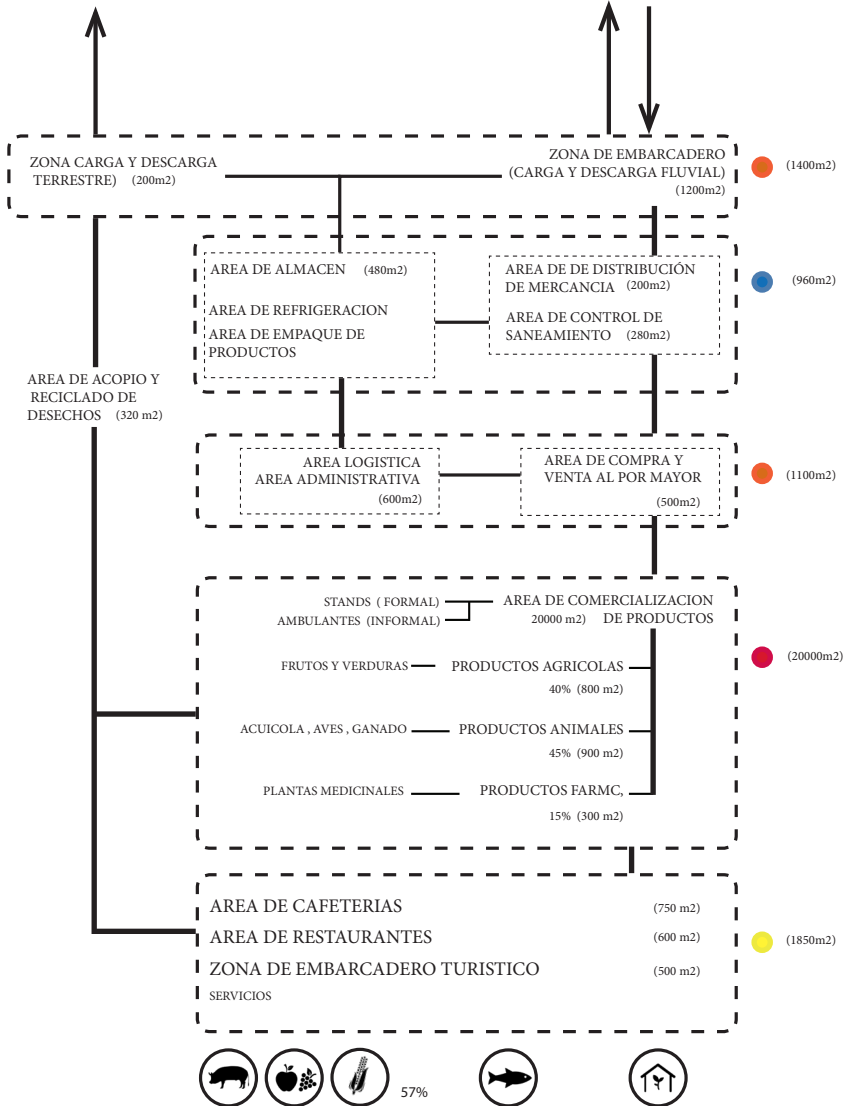 ZONA CARGA Y DESCARGA
TERRESTRE) (200m2)
ZONA DE EMBARCADERO
(CARGA Y DESCARGA FLUVIAL)
(1200m2)
(1400m2)
AREA DE ALMACEN (480m2)
AREA DE REFRIGERACION
AREA DE EMPAQUE DE
PRODUCTOS
AREA DE DE DISTRIBUCIÓN
DE MERCANCIA (200m2)
AREA DE CONTROL DE
SANEAMIENTO (280m2)
(960m2)
AREA DE ACOPIO Y
RECICLADO DE
DESECHOS (320 m2)
AREA LOGISTICA
AREA ADMINISTRATIVA
(600m2)
AREA DE COMPRA Y
VENTA AL POR MAYOR
(500m2)
(1100m2)
STANDS ( FORMAL)
AMBULANTES (INFORMAL)
AREA DE COMERCIALIZACION
20000 m2) DE PRODUCTOS
FRUTOS Y VERDURAS
PRODUCTOS AGRICOLAS
40% (800 m2)
(20000m2)
ACUICOLA , AVES , GANADO
PRODUCTOS ANIMALES
45% (900 m2)
PLANTAS MEDICINALES
PRODUCTOS FARMC,
15% (300 m2)
AREA DE CAFETERIAS (750 m2)
AREA DE RESTAURANTES (600 m2)
ZONA DE EMBARCADERO TURISTICO (500 m2)
SERVICIOS
(1850m2)
57%